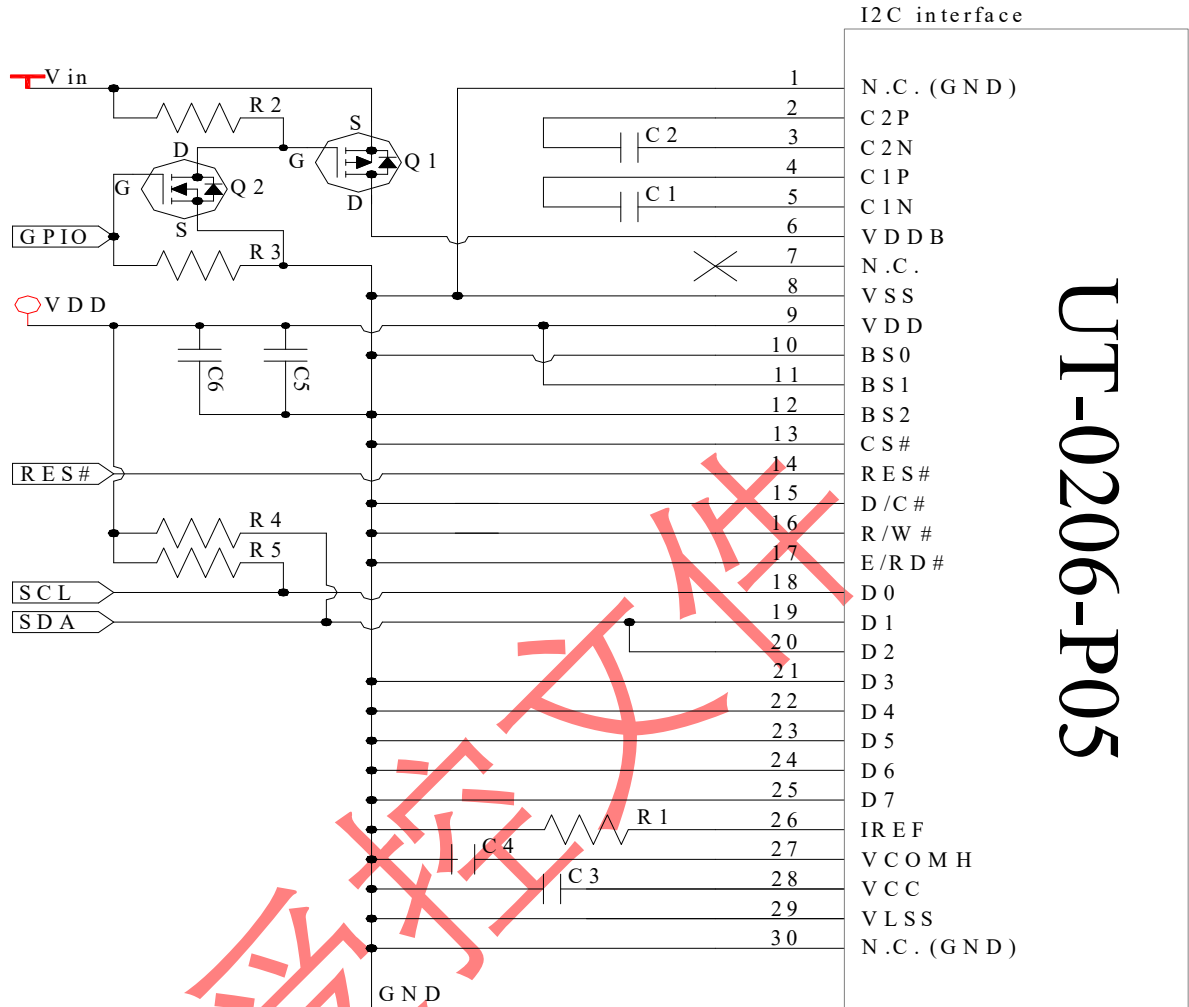 I2C interface
Vin
R2
S
G
Q1
D
D
G
Q2
S
GPIO
R3
VDD
C6
C5
RES#
R4
R5
SCL
SDA
C2
C1
1 N.C. (GND)
2 C2P
3 C2N
4 C1P
5 C1N
6 VDDB
7 N.C.
8 VSS
9 VDD
10 BS0
11 BS1
12 BS2
13 CS#
14 RES#
15 D/C#
16 R/W#
17 E/RD#
18 D0
19 D1
20 D2
21 D3
22 D4
23 D5
24 D6
25 D7
R1
26 IREF
C4
27 VCOMH
C3
28 VCC
29 VLSS
30 N.C. (GND)
GND
UT-0206-P05
受控文件